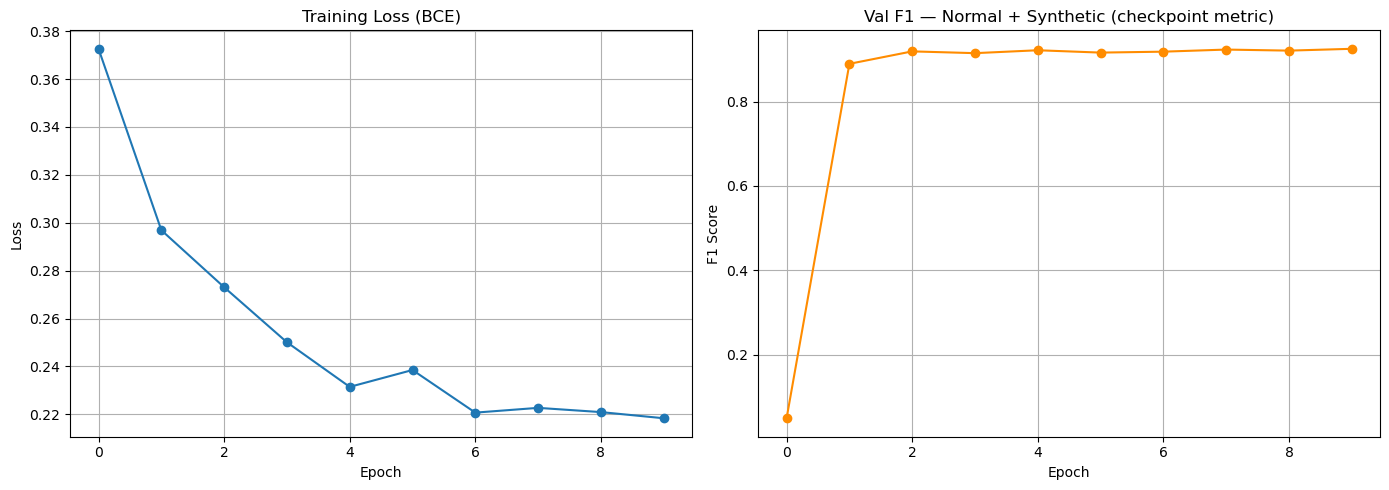 Training Loss (BCE)
0.38
0.36
0.34
0.32
0.30
0.28
0.26
0.24
0.22
Loss
0 2 4 6 8
Epoch
Val F1 — Normal + Synthetic (checkpoint metric)
0.8
0.6
0.4
0.2
F1 Score
0 2 4 6 8
Epoch